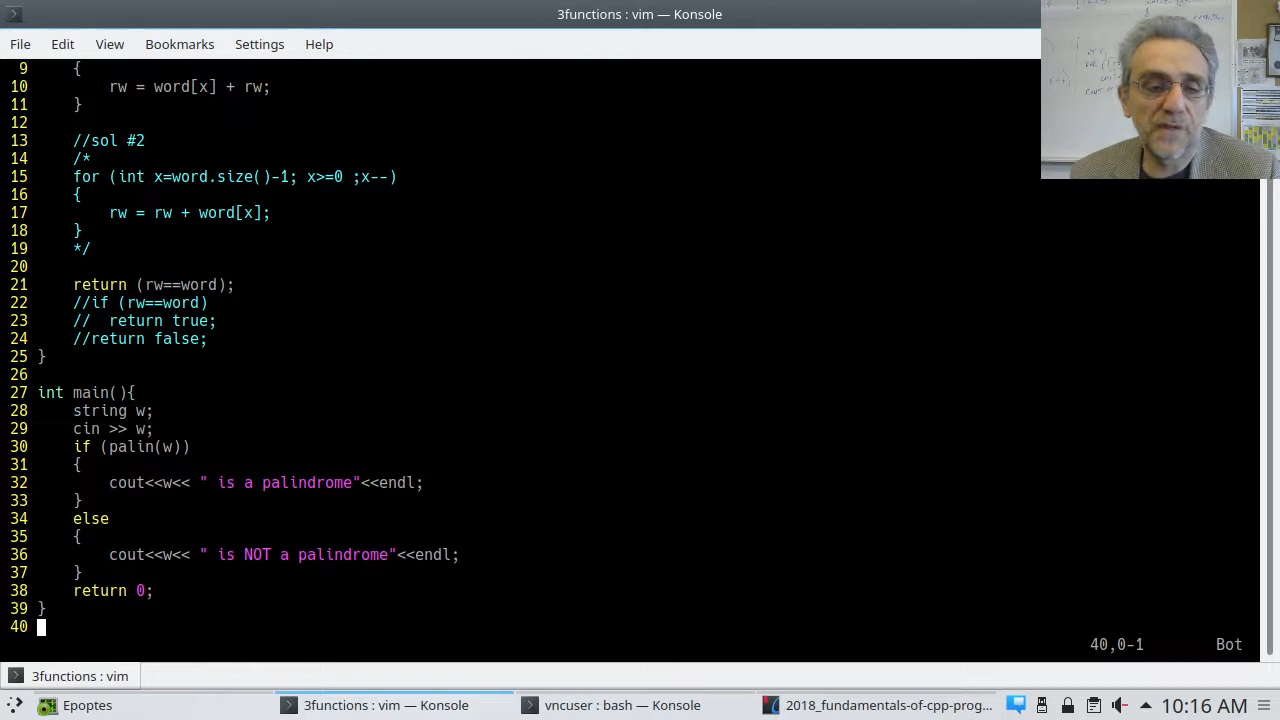 3functions : vim — Konsole
File Edit View Bookmarks Settings Help
9 {
10 rw = word[x] + rw;
11 }
12
13 //sol #2
14 /*
15 for (int x=word.size()-1; x>=0 ;x--)
16 {
17 rw = rw + word[x];
18 }
19 */
20
21 return (rw==word);
22 //if (rw==word)
23 // return true;
24 //return false;
25 }
26
27 int main(){
28 string w;
29 cin >> w;
30 if (palin(w))
31 {
32 cout<<w<< " is a palindrome"<<endl;
33 }
34 else
35 {
36 cout<<w<< " is NOT a palindrome"<<endl;
37 }
38 return 0;
39 }
40
40,0-1 Bot
3functions : vim
Epoptes 3functions : vim — Konsole vncuser : bash — Konsole 2018_fundamentals-of-cpp-prog... 10:16 AM